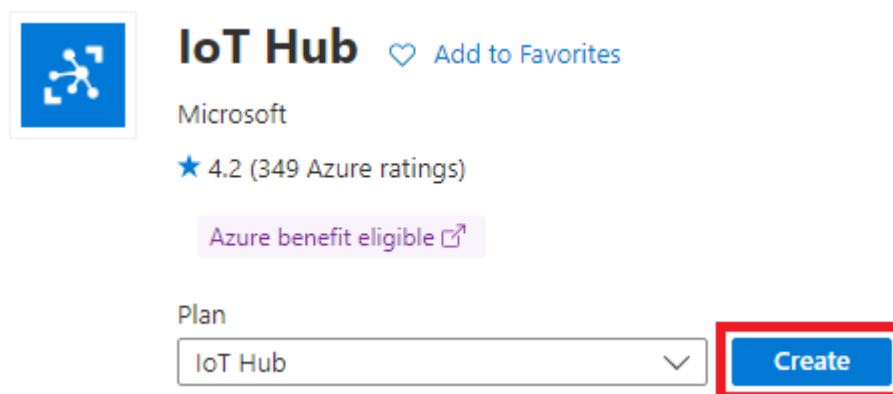 IoT Hub
Add to Favorites
Microsoft
4.2 (349 Azure ratings)
Azure benefit eligible
Plan
IoT Hub
Create